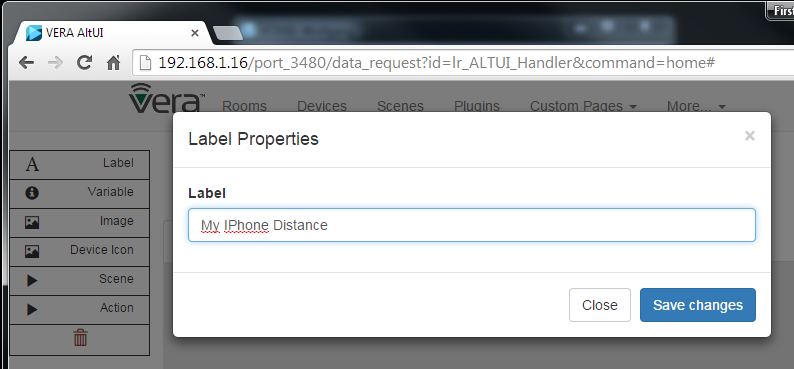 First
VERA AltUI
192.168.1.16/port_3480/data_request?id=lr_ALTUI_Handler&command=home#
vera™ Rooms Devices Scenes Plugins Custom Pages More...
Label Properties ×
A Label
Variable
Image
Device Icon
Scene
Action
Label
My IPhone Distance
Close Save changes